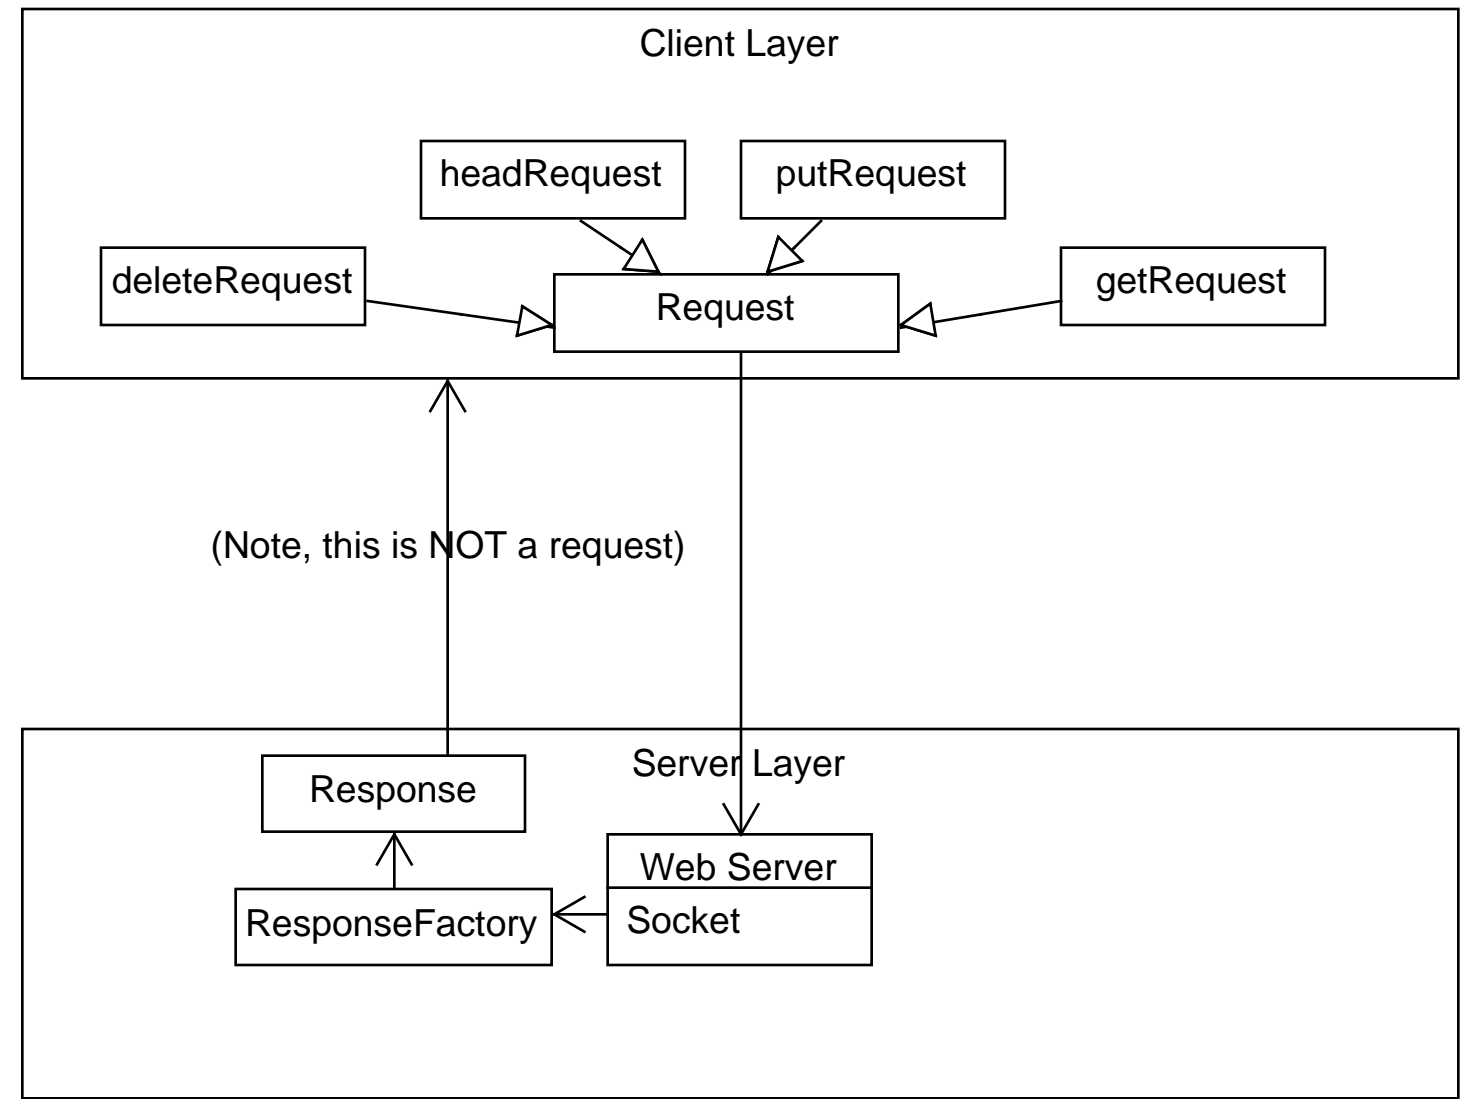 Client Layer
headRequest
putRequest
deleteRequest
getRequest
Request
(Note, this is NOT a request)
Server Layer
Response
Web Server
ResponseFactory
Socket